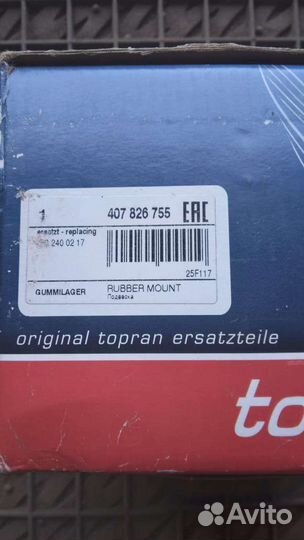 1 407 826 755 EAC
ersetzt - replacing
240 02 17
25F117
GUMMILAGER RUBBER MOUNT
Подвеска
original topran ersatzteile
to
Avito